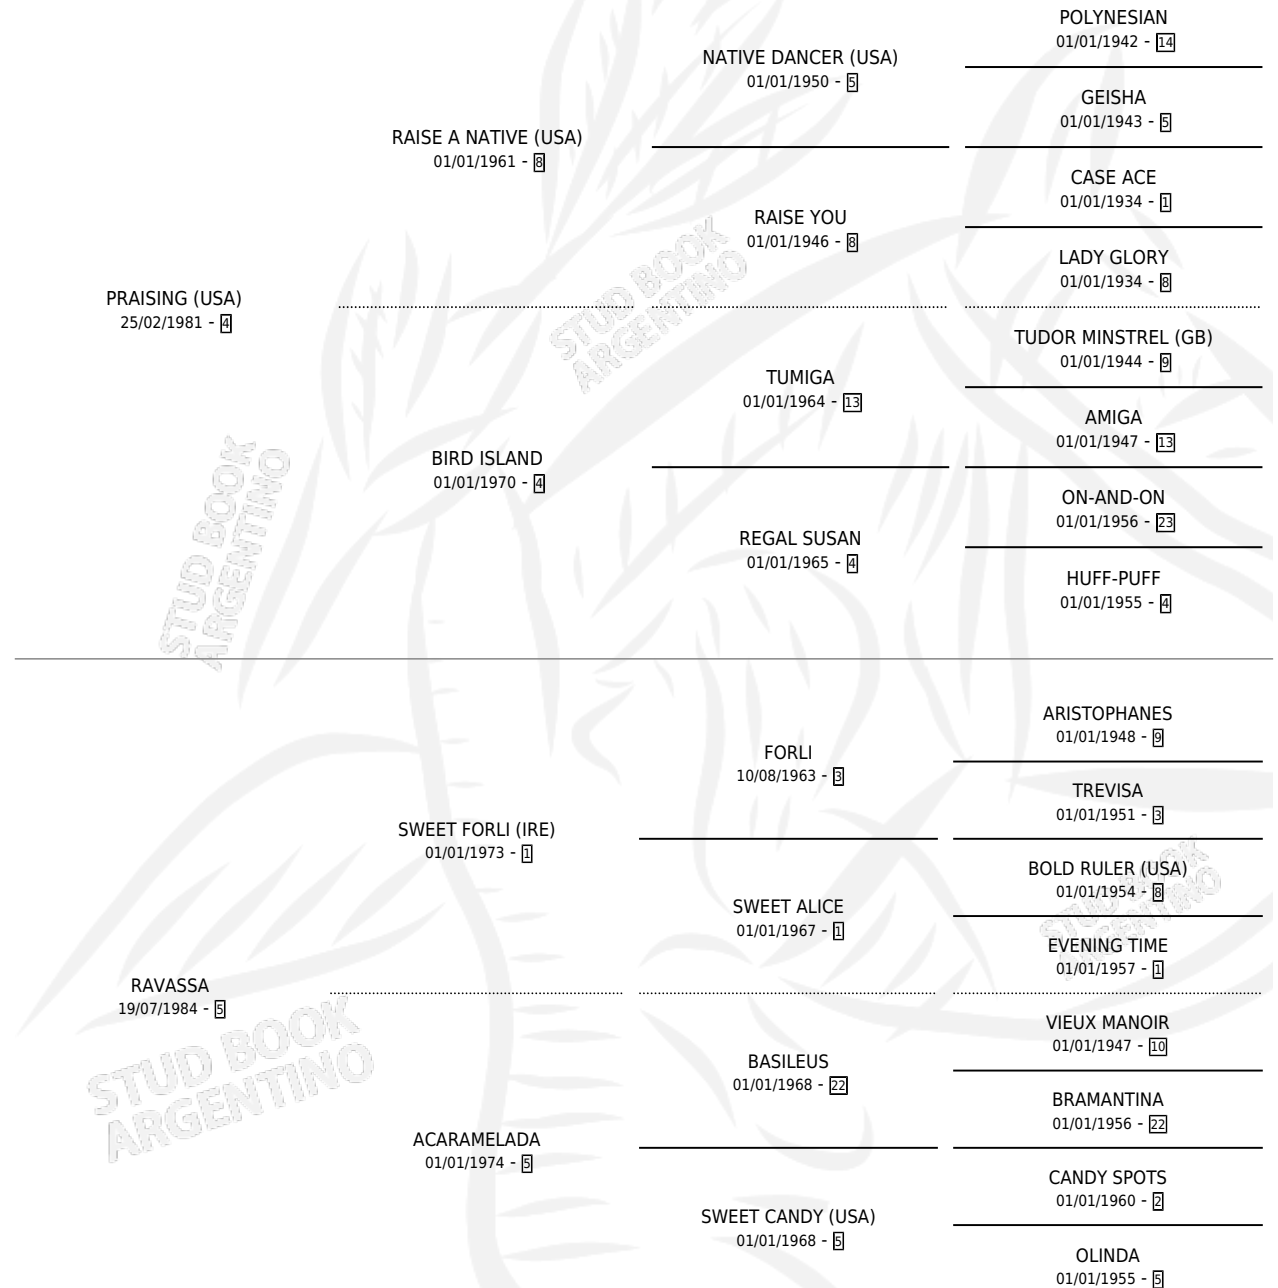 POLYNESIAN
01/01/1942 - 14
NATIVE DANCER (USA)
01/01/1950 - 5
GEISHA
01/01/1943 - 5
RAISE A NATIVE (USA)
01/01/1961 - 8
CASE ACE
01/01/1934 - 1
RAISE YOU
01/01/1946 - 8
LADY GLORY
01/01/1934 - 8
PRAISING (USA)
25/02/1981 - 4
TUDOR MINSTREL (GB)
01/01/1944 - 9
TUMIGA
01/01/1964 - 13
AMIGA
01/01/1947 - 13
BIRD ISLAND
01/01/1970 - 4
ON-AND-ON
01/01/1956 - 23
REGAL SUSAN
01/01/1965 - 4
HUFF-PUFF
01/01/1955 - 4
STUD BOOK
ARGENTINO
STUD BOOK
ARGENTINO
ARISTOPHANES
01/01/1948 - 9
FORLI
10/08/1963 - 3
TREVISA
01/01/1951 - 3
SWEET FORLI (IRE)
01/01/1973 - 1
BOLD RULER (USA)
01/01/1954 - 8
SWEET ALICE
01/01/1967 - 1
EVENING TIME
01/01/1957 - 1
RAVASSA
19/07/1984 - 5
VIEUX MANOIR
01/01/1947 - 10
BASILEUS
01/01/1968 - 22
BRAMANTINA
01/01/1956 - 22
ACARAMELADA
01/01/1974 - 5
CANDY SPOTS
01/01/1960 - 2
SWEET CANDY (USA)
01/01/1968 - 5
OLINDA
01/01/1955 - 5
STUD BOOK
ARGENTINO
STUD BOOK
ARGENTINO